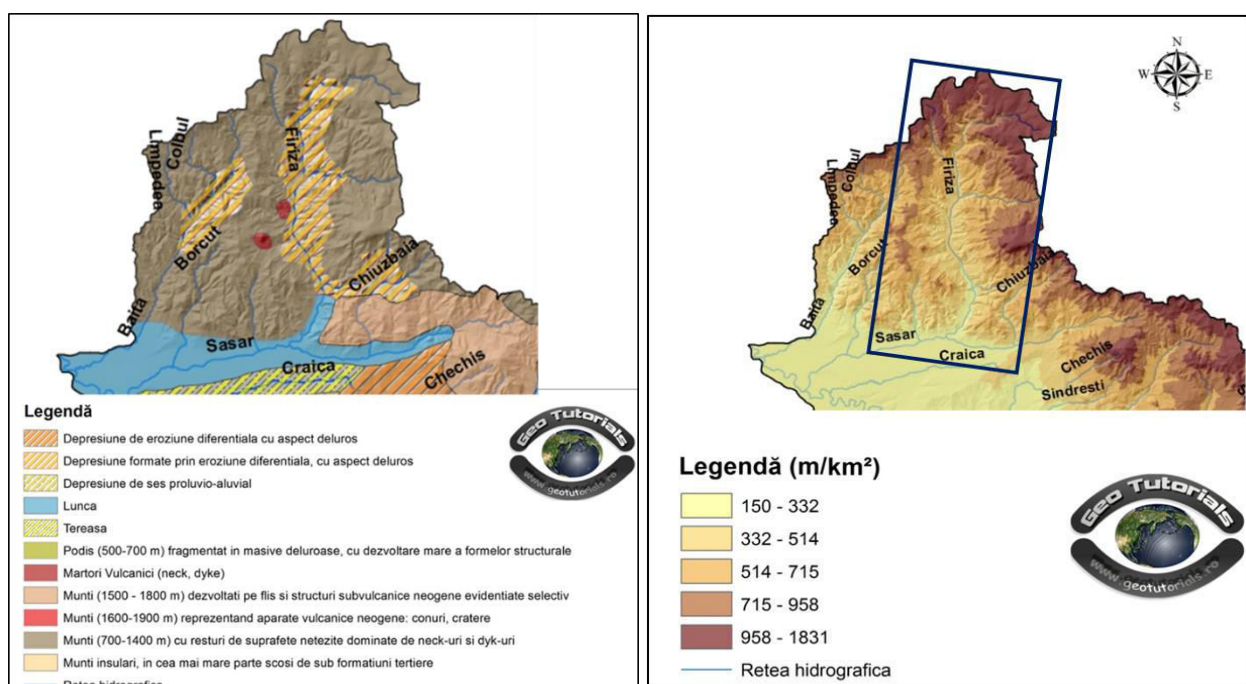 Limpedea
Colbul
Firiza
Borcut
Chiuzbaia
Baita
Sasar
Craica
Chechis
Legendă
Depresiune de eroziune diferentiala cu aspect deluros
Depresiune formate prin eroziune diferentiala, cu aspect deluros
Depresiune de ses proluvio-aluvial
Lunca
Tereasa
Podis (500-700 m) fragmentat in masive deluroase, cu dezvoltare mare a formelor structurale
Martori Vulcanici (neck, dyke)
Munti (1500 - 1800 m) dezvoltati pe flis si structuri subvulcanice neogene evidentiate selectiv
Munti (1600-1900 m) reprezentand aparate vulcanice neogene: conuri, cratere
Munti (700-1400 m) cu resturi de suprafete netezite dominate de neck-uri si dyk-uri
Munti insulari, in cea mai mare parte scosi de sub formatiuni tertiere
Retea hidrografica
Geo Tutorials
www.geotutorials.ro
N
W E
S
Limpedea
Colbul
Firiza
Borcut
Chiuzbaia
Baita
Sasar
Craica
Chechis
Sindresti
S
Legendă (m/km²)
150 - 332
332 - 514
514 - 715
715 - 958
958 - 1831
Retea hidrografica
Geo Tutorials
www.geotutorials.ro